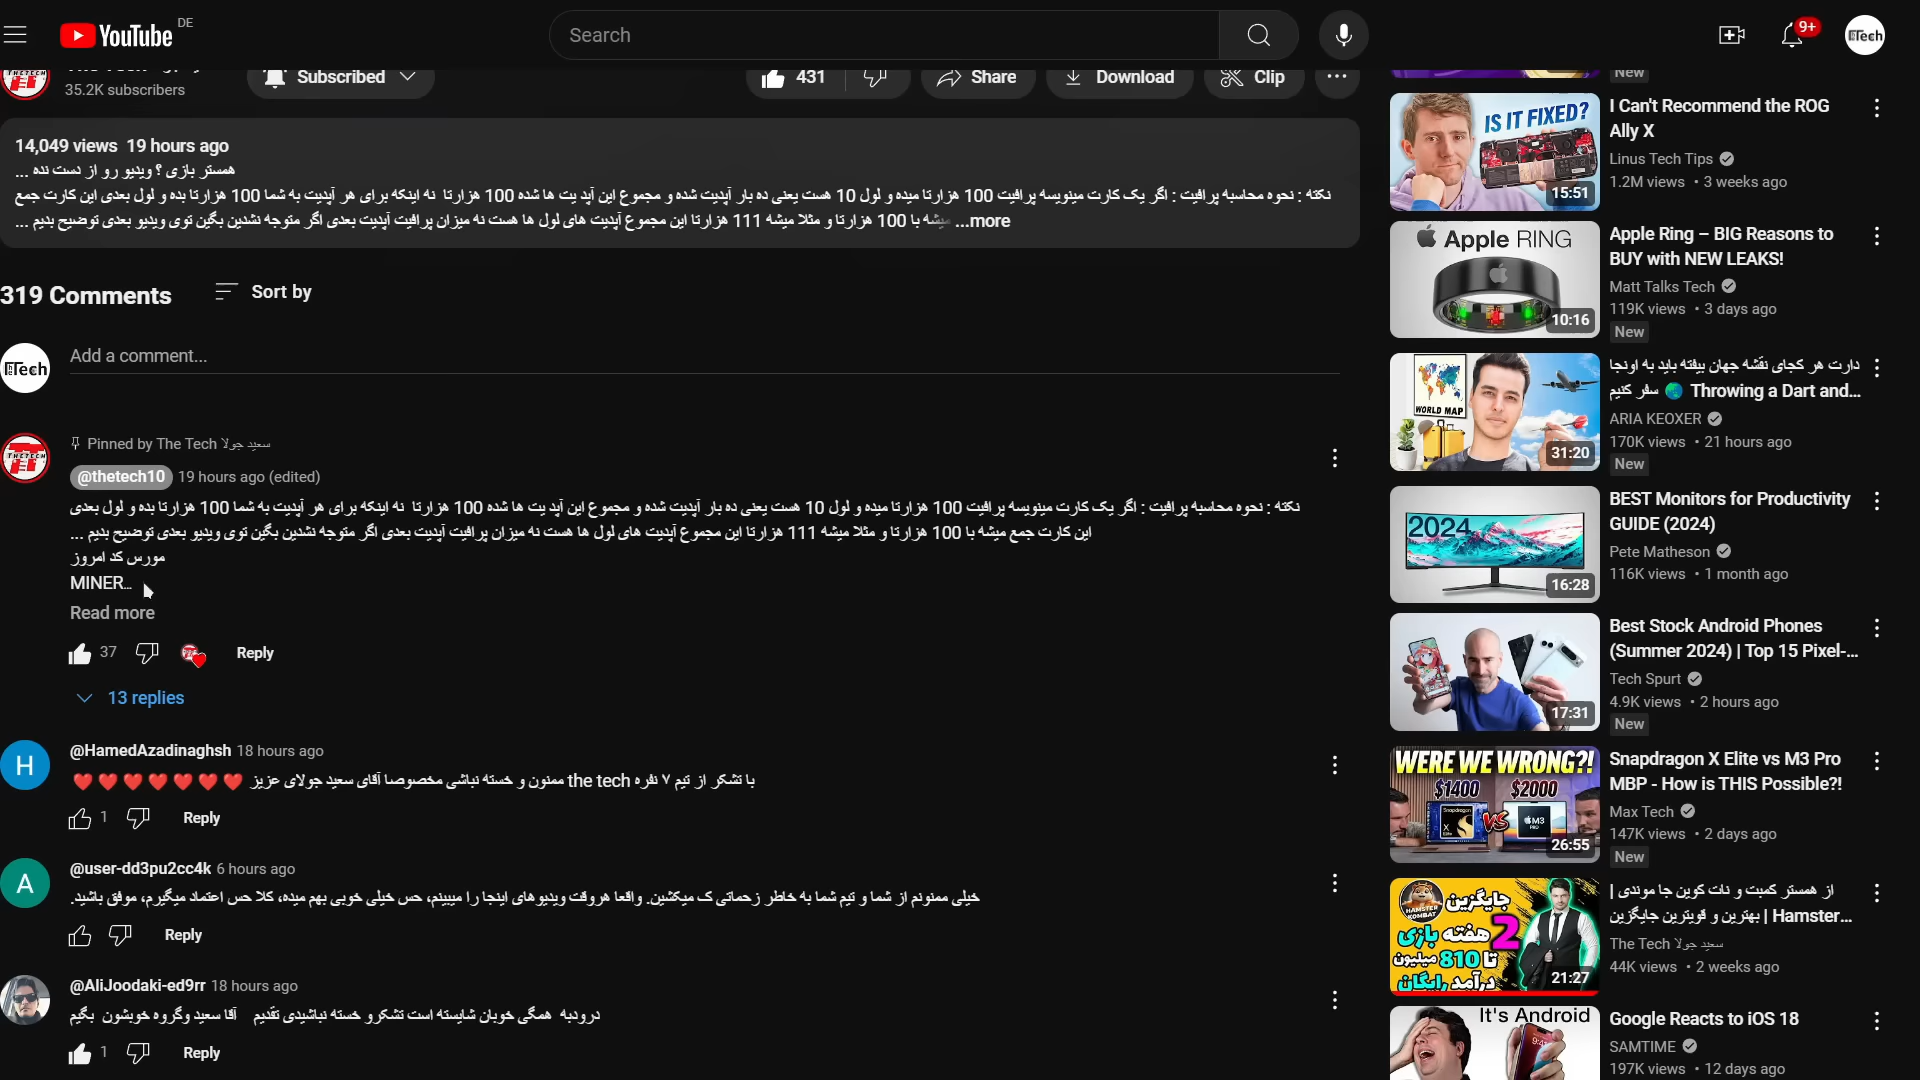 YouTube DE
Search
9+
ETech
35.2K subscribers
Subscribed
431
Share
Download
Clip
14,049 views 19 hours ago
همستر بازی ؟ ویدیو رو از دست نده ...
نکته : نحوه محاسبه پرافیت : اگر یک کارت مینویسه پرافیت 100 هزارتا میده و لول 10 هست یعنی ده بار آپدیت شده و مجموع این آپد یت ها شده 100 هزارتا نه اینکه برای هر آپدیت به شما 100 هزارتا بده و لول بعدی این کارت جمع
میشه با 100 هزارتا و مثلا میشه 111 هزارتا این مجموع آپدیت های لول ها هست نه میزان پرافیت آپدیت بعدی اگر متوجه نشدین بگین توی ویدیو بعدی توضیح بدیم ...
...more
319 Comments
Sort by
ETech
Add a comment...
THETECH
Pinned by The Tech سعید جولا
@thetech10 19 hours ago (edited)
نکته : نحوه محاسبه پرافیت : اگر یک کارت مینویسه پرافیت 100 هزارتا میده و لول 10 هست یعنی ده بار آپدیت شده و مجموع این آپد یت ها شده 100 هزارتا نه اینکه برای هر آپدیت به شما 100 هزارتا بده و لول بعدی
این کارت جمع میشه با 100 هزارتا و مثلا میشه 111 هزارتا این مجموع آپدیت های لول ها هست نه میزان پرافیت آپدیت بعدی اگر متوجه نشدین بگین توی ویدیو بعدی توضیح بدیم ...
مورس کد امروز
MINER...
Read more
37
Reply
13 replies
H
@HamedAzadinaghsh 18 hours ago
با تشکر از تیم ۷ نفره the tech ممنون و خسته نباشی مخصوصا آقای سعید جولای عزیز ❤️❤️❤️❤️❤️❤️❤️
1
Reply
A
@user-dd3pu2cc4k 6 hours ago
خیلی ممنونم از شما و تیم شما به خاطر زحماتی ک میکشین. واقعا هروقت ویدیوهای اینجا را میبینم، حس خیلی خوبی بهم میده، کلا حس اعتماد میگیرم، موفق باشید.
Reply
@AliJoodaki-ed9rr 18 hours ago
درودبه همگی خوبان شایسته است تشکرو خسته نباشیدی تقدیم آقا سعید وگروه خوبشون بگیم
1
Reply
New
IS IT FIXED?
15:51
I Can't Recommend the ROG
Ally X
Linus Tech Tips
1.2M views • 3 weeks ago
Apple RING
10:16
Apple Ring – BIG Reasons to
BUY with NEW LEAKS!
Matt Talks Tech
119K views • 3 days ago
New
WORLD MAP
31:20
دارت هر کجای نقشه جهان بیفته باید به اونجا
سفر کنیم 🌏 Throwing a Dart and...
ARIA KEOXER
170K views • 21 hours ago
New
2024
16:28
BEST Monitors for Productivity
GUIDE (2024)
Pete Matheson
116K views • 1 month ago
17:31
Best Stock Android Phones
(Summer 2024) | Top 15 Pixel-...
Tech Spurt
4.9K views • 2 hours ago
New
WERE WE WRONG?!
$1400 $2000
Snapdragon X Elite
VS
M3 PRO
26:55
Snapdragon X Elite vs M3 Pro
MBP - How is THIS Possible?!
Max Tech
147K views • 2 days ago
New
HAMSTER KOMBAT
جایگزین
2 هفته بازی
تا 810 میلیون
درآمد رایگان
21:27
از همستر کمبت و نات کوین جا موندی |
بهترین و قویترین جایگزین | Hamster...
The Tech سعید جولا
44K views • 2 weeks ago
It's Android
Google Reacts to iOS 18
SAMTIME
197K views • 12 days ago